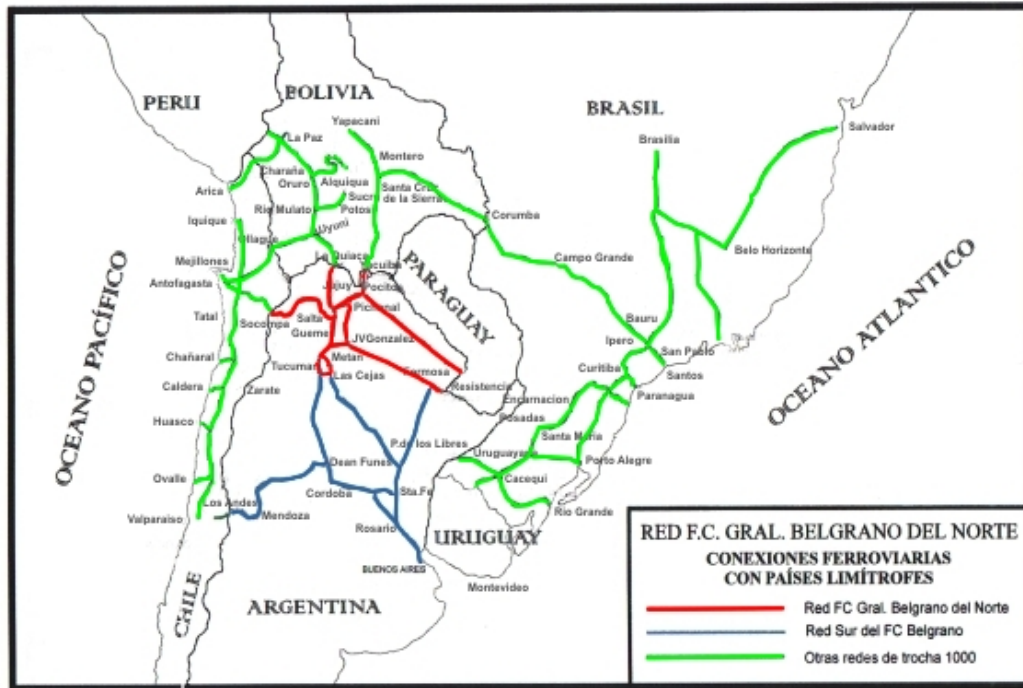 PERU
BOLIVIA
BRASIL
Yapacani
Salvador
La Paz
Brasilia
Montero
Charaña
Oruro
Alquiqua
Santa Cruz
de la Sierra
Sucr
Arica
Rio Mulato
Potos
Iquique
Corumba
Uyuni
Ollague
Belo Horizonte
La Quiaca
Yacuiba
PARAGUAY
Campo Grande
Mejillones
Antofagasta
Jujuy
Pocitos
Pichanal
Tatal
Socompa
Salta
Gueme
JVGonzalez
Bauru
Ipero
San Pablo
OCEANO PACÍFICO
OCEANO ATLANTICO
Chañaral
Metan
Tucuman
Las Cejas
Formosa
Curitiba
Santos
Caldera
Zarate
Resistencia
Encarnacion
Paranagua
Posadas
Huasco
P.de los Libres
Santa Maria
Uruguayana
Porto Alegre
Dean Funes
Ovalle
Cacequi
Los Andes
Cordoba
Sta.Fe
Valparaiso
Mendoza
Rosario
Rio Grande
URUGUAY
BUENOS AIRES
Montevideo
CHILE
ARGENTINA
RED F.C. GRAL. BELGRANO DEL NORTE
CONEXIONES FERROVIARIAS
CON PAÍSES LIMÍTROFES
Red FC Gral. Belgrano del Norte
Red Sur del FC Belgrano
Otras redes de trocha 1000